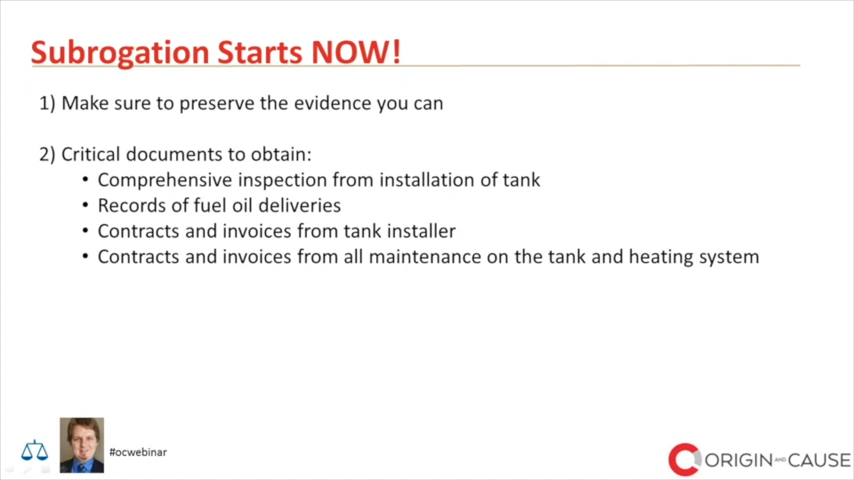 Subrogation Starts NOW!
1) Make sure to preserve the evidence you can
2) Critical documents to obtain:
• Comprehensive inspection from installation of tank
• Records of fuel oil deliveries
• Contracts and invoices from tank installer
• Contracts and invoices from all maintenance on the tank and heating system
#ocwebinar
ORIGIN AND CAUSE